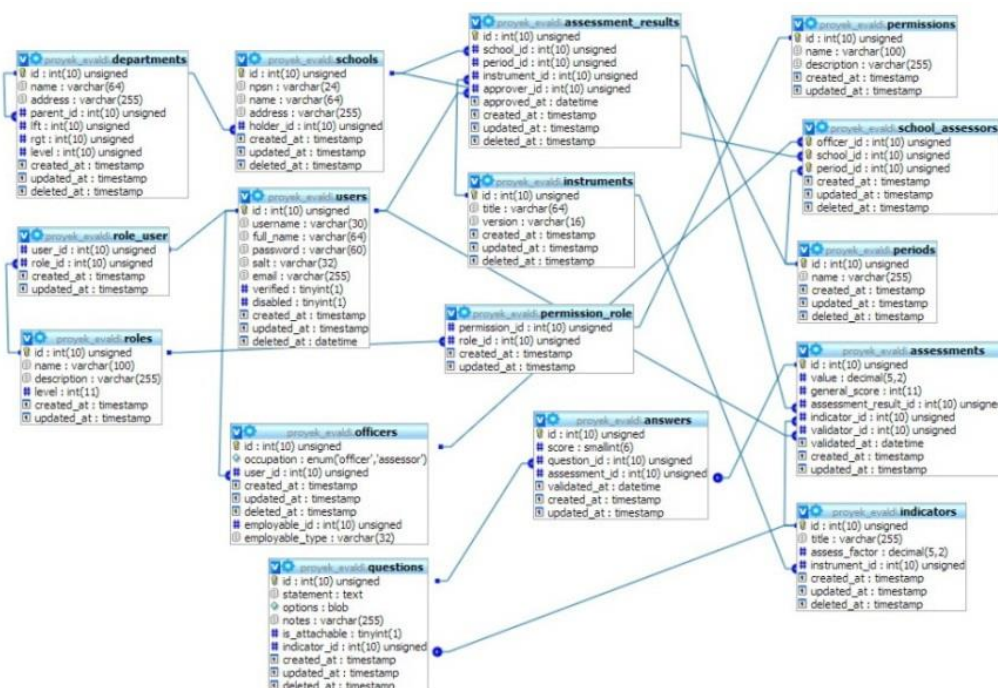 proyek_evaldi.departments
id : int(10) unsigned
name : varchar(64)
address : varchar(255)
parent_id : int(10) unsigned
lft : int(10) unsigned
rgt : int(10) unsigned
level : int(10) unsigned
created_at : timestamp
updated_at : timestamp
deleted_at : timestamp
proyek_evaldi.schools
id : int(10) unsigned
npsn : varchar(24)
name : varchar(64)
address : varchar(255)
holder_id : int(10) unsigned
created_at : timestamp
updated_at : timestamp
deleted_at : timestamp
proyek_evaldi.assessment_results
id : int(10) unsigned
school_id : int(10) unsigned
period_id : int(10) unsigned
instrument_id : int(10) unsigned
approver_id : int(10) unsigned
approved_at : datetime
created_at : timestamp
updated_at : timestamp
deleted_at : timestamp
proyek_evaldi.permissions
id : int(10) unsigned
name : varchar(100)
description : varchar(255)
created_at : timestamp
updated_at : timestamp
proyek_evaldi.school_assessors
officer_id : int(10) unsigned
school_id : int(10) unsigned
period_id : int(10) unsigned
created_at : timestamp
updated_at : timestamp
deleted_at : timestamp
proyek_evaldi.role_user
user_id : int(10) unsigned
role_id : int(10) unsigned
created_at : timestamp
updated_at : timestamp
proyek_evaldi.users
id : int(10) unsigned
username : varchar(30)
full_name : varchar(64)
password : varchar(60)
salt : varchar(32)
email : varchar(255)
verified : tinyint(1)
disabled : tinyint(1)
created_at : timestamp
updated_at : timestamp
deleted_at : datetime
proyek_evaldi.instruments
id : int(10) unsigned
title : varchar(64)
version : varchar(16)
created_at : timestamp
updated_at : timestamp
deleted_at : timestamp
proyek_evaldi.periods
id : int(10) unsigned
name : varchar(255)
created_at : timestamp
updated_at : timestamp
deleted_at : timestamp
proyek_evaldi.roles
id : int(10) unsigned
name : varchar(100)
description : varchar(255)
level : int(11)
created_at : timestamp
updated_at : timestamp
proyek_evaldi.permission_role
permission_id : int(10) unsigned
role_id : int(10) unsigned
created_at : timestamp
updated_at : timestamp
proyek_evaldi.assessments
id : int(10) unsigned
value : decimal(5,2)
general_score : int(11)
assessment_result_id : int(10) unsigned
indicator_id : int(10) unsigned
validator_id : int(10) unsigned
validated_at : datetime
created_at : timestamp
updated_at : timestamp
proyek_evaldi.officers
id : int(10) unsigned
occupation : enum('officer','assessor')
user_id : int(10) unsigned
created_at : timestamp
updated_at : timestamp
deleted_at : timestamp
employable_id : int(10) unsigned
employable_type : varchar(32)
proyek_evaldi.answers
id : int(10) unsigned
score : smallint(6)
question_id : int(10) unsigned
assessment_id : int(10) unsigned
validated_at : datetime
created_at : timestamp
updated_at : timestamp
proyek_evaldi.indicators
id : int(10) unsigned
title : varchar(255)
assess_factor : decimal(5,2)
instrument_id : int(10) unsigned
created_at : timestamp
updated_at : timestamp
deleted_at : timestamp
proyek_evaldi.questions
id : int(10) unsigned
statement : text
options : blob
notes : varchar(255)
is_attachable : tinyint(1)
indicator_id : int(10) unsigned
created_at : timestamp
updated_at : timestamp
deleted_at : timestamp